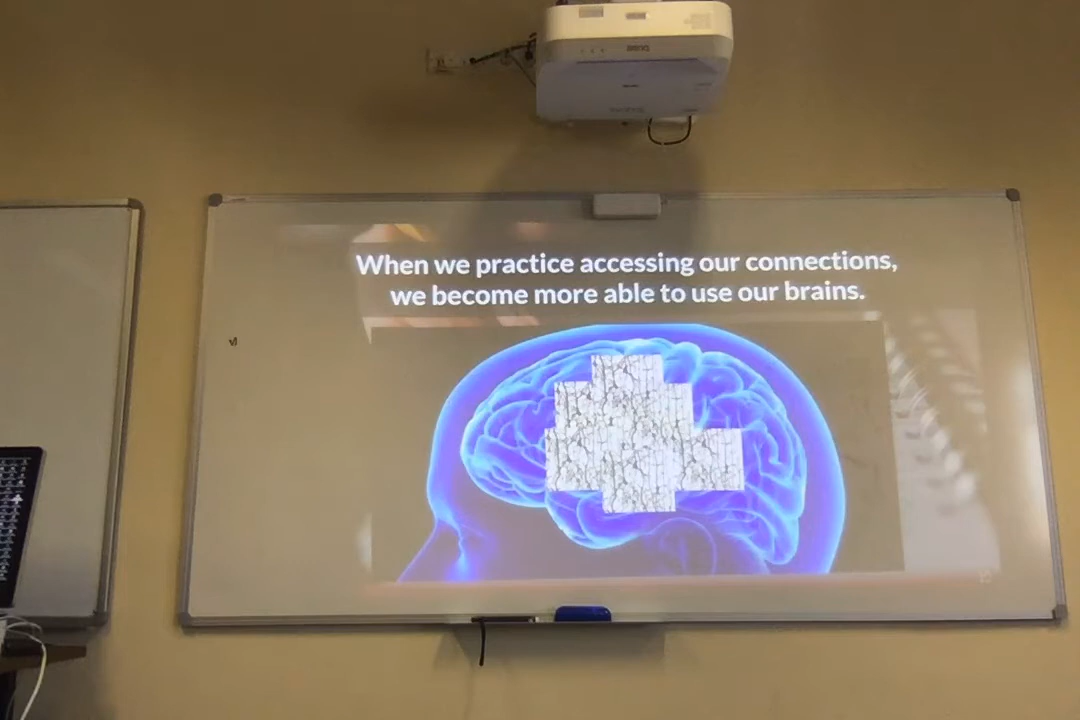 When we practice accessing our connections,
we become more able to use our brains.